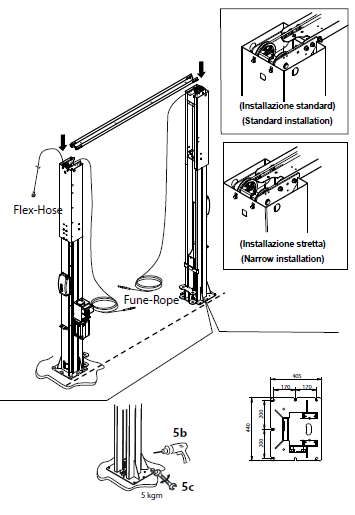 (Installazione standard)
(Standard installation)
(Installazione stretta)
(Narrow installation)
Flex-Hose
Fune-Rope
405
170
170
440
200
200
5b
5c
5 kgm